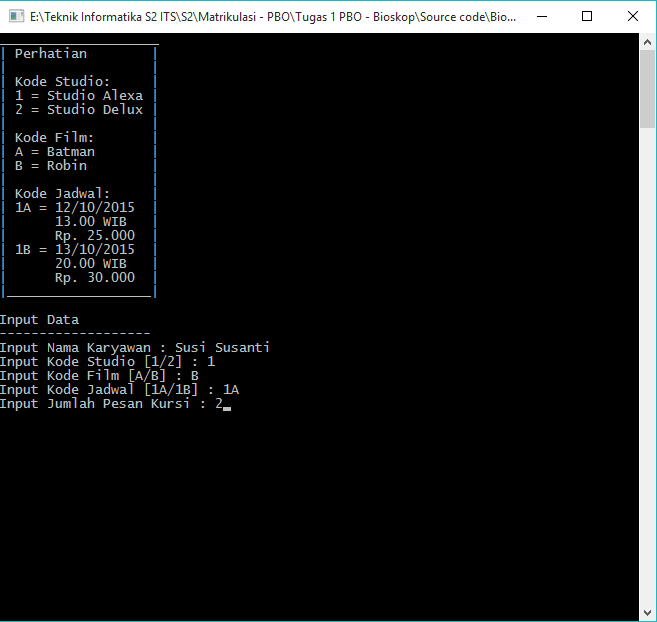 E:\Teknik Informatika S2 ITS\S2\Matrikulasi - PBO\Tugas 1 PBO - Bioskop\Source code\Bio...
Perhatian
Kode Studio:
1 = Studio Alexa
2 = Studio Delux
Kode Film:
A = Batman
B = Robin
Kode Jadwal:
1A = 12/10/2015
13.00 WIB
Rp. 25.000
1B = 13/10/2015
20.00 WIB
Rp. 30.000
Input Data
-------------------
Input Nama Karyawan : Susi Susanti
Input Kode Studio [1/2] : 1
Input Kode Film [A/B] : B
Input Kode Jadwal [1A/1B] : 1A
Input Jumlah Pesan Kursi : 2